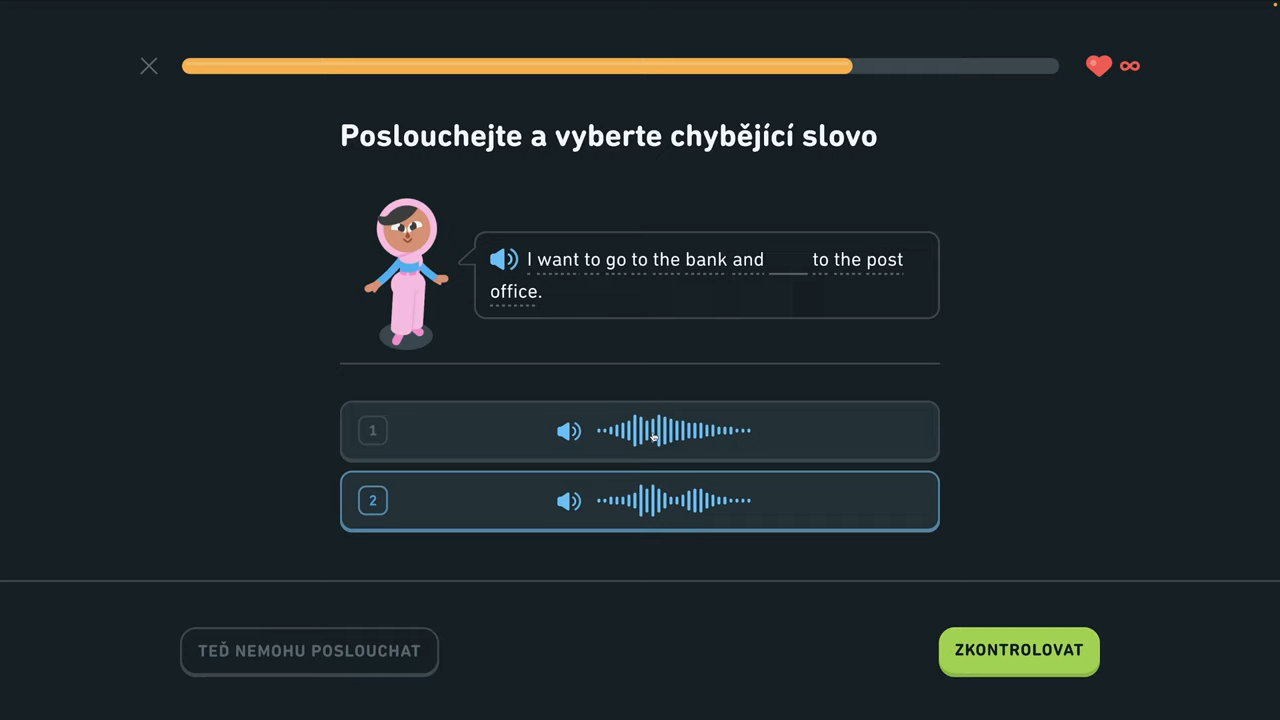 ∞
Poslouchejte a vyberte chybějící slovo
I want to go to the bank and ____ to the post
office.
1
2
TEĎ NEMOHU POSLOUCHAT
ZKONTROLOVAT